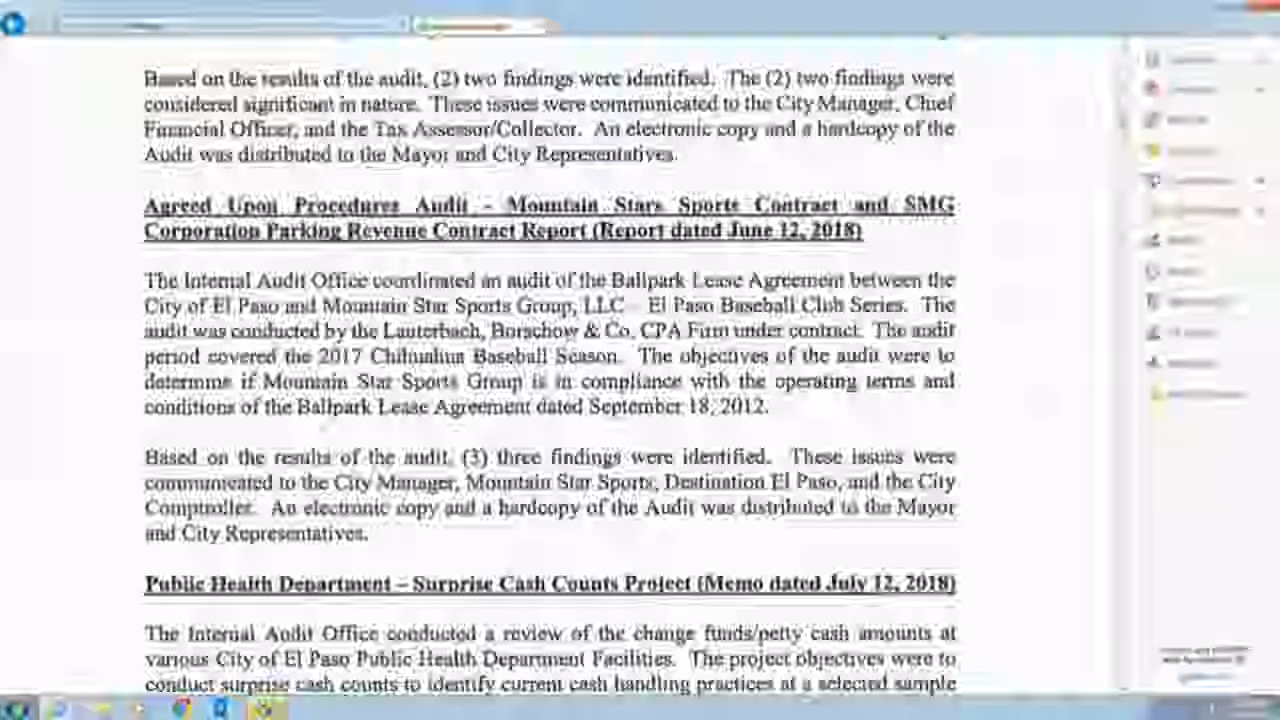 Based on the results of the audit, (2) two findings were identified. The (2) two findings were
considered significant in nature. These issues were communicated to the City Manager, Chief
Financial Officer, and the Tax Assessor/Collector. An electronic copy and a hardcopy of the
Audit was distributed to the Mayor and City Representatives.
Agreed Upon Procedures Audit - Mountain Stars Sports Contract and SMG
Corporation Parking Revenue Contract Report (Report dated June 12, 2018)
The Internal Audit Office coordinated an audit of the Ballpark Lease Agreement between the
City of El Paso and Mountain Star Sports Group, LLC – El Paso Baseball Club Series. The
audit was conducted by the Lauterbach, Borschow & Co, CPA Firm under contract. The audit
period covered the 2017 Chihuahua Baseball Season. The objectives of the audit were to
determine if Mountain Star Sports Group is in compliance with the operating terms and
conditions of the Ballpark Lease Agreement dated September 18, 2012.
Based on the results of the audit, (3) three findings were identified. These issues were
communicated to the City Manager, Mountain Star Sports, Destination El Paso, and the City
Comptroller. An electronic copy and a hardcopy of the Audit was distributed to the Mayor
and City Representatives.
Public Health Department – Surprise Cash Counts Project (Memo dated July 12, 2018)
The Internal Audit Office conducted a review of the change funds/petty cash amounts at
various City of El Paso Public Health Department Facilities. The project objectives were to
conduct surprise cash counts to identify current cash handling practices at a selected sample